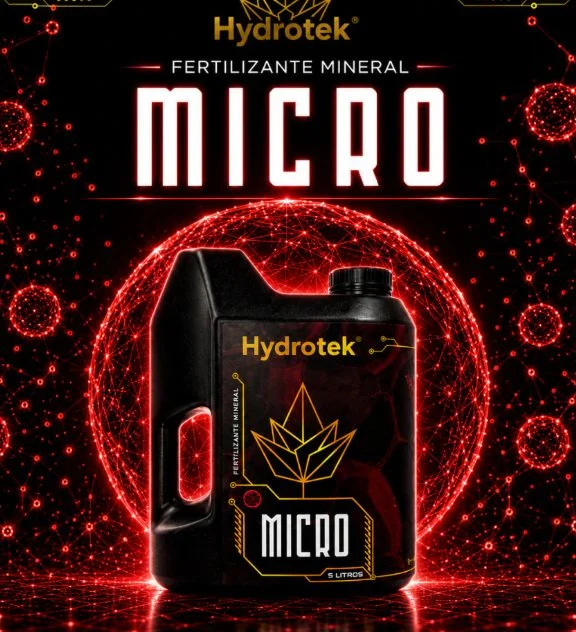 Hydrotek®
FERTILIZANTE MINERAL
MICRO
Hydrotek®
FERTILIZANTE MINERAL
MICRO
5 LITROS